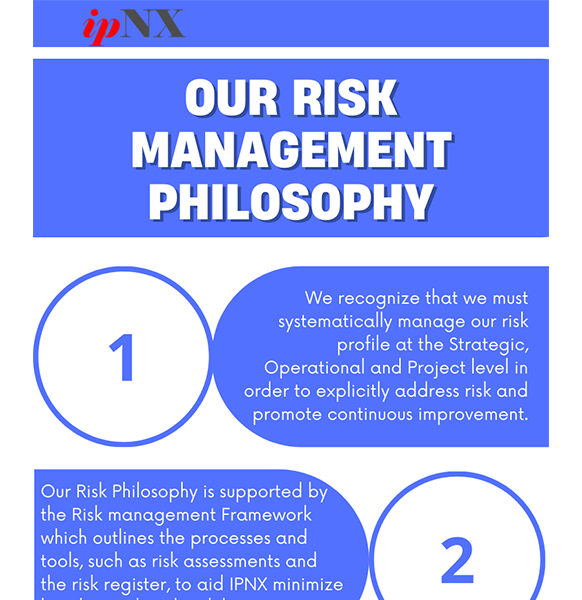 ipNX
OUR RISK
MANAGEMENT
PHILOSOPHY
1
We recognize that we must
systematically manage our risk
profile at the Strategic,
Operational and Project level in
order to explicitly address risk and
promote continuous improvement.
Our Risk Philosophy is supported by
the Risk management Framework
which outlines the processes and
tools, such as risk assessments and
the risk register, to aid IPNX minimize
2